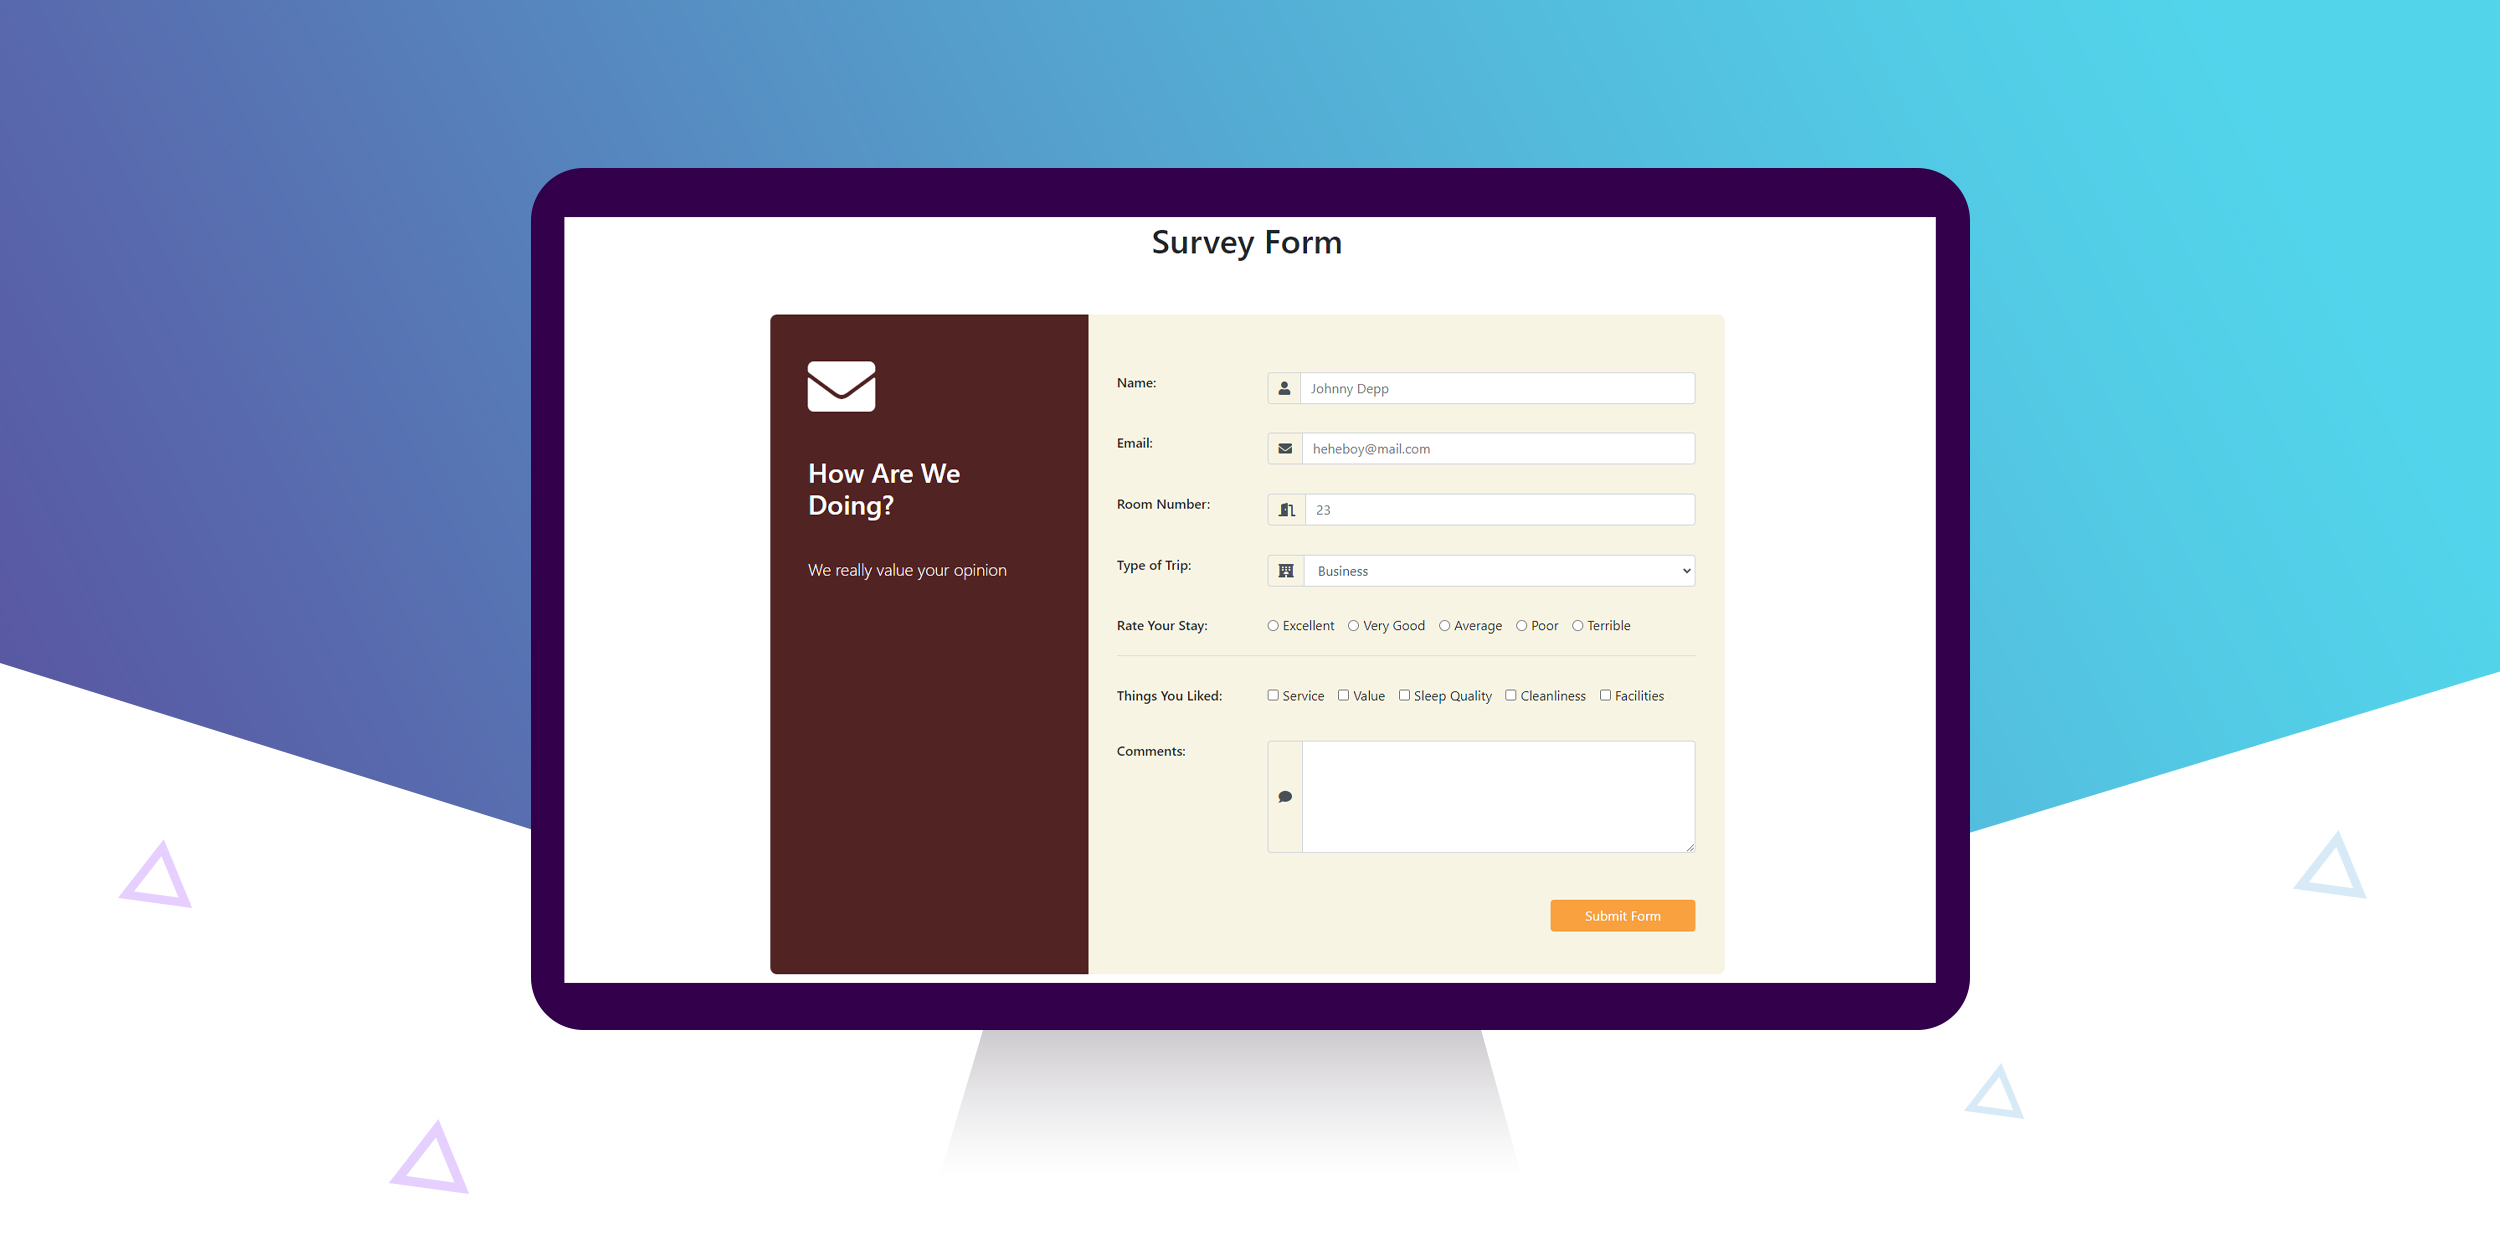 Survey Form
How Are We
Doing?
We really value your opinion
Name:
Johnny Depp
Email:
heheboy@mail.com
Room Number:
23
Type of Trip:
Business
Rate Your Stay:
Excellent Very Good Average Poor Terrible
Things You Liked:
Service Value Sleep Quality Cleanliness Facilities
Comments:
Submit Form